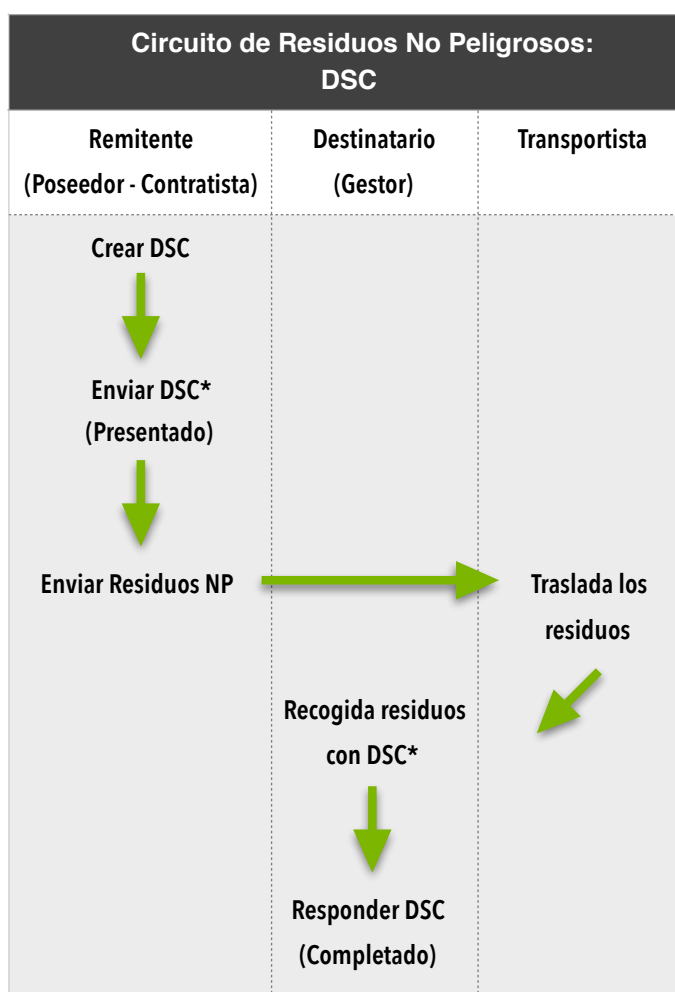 Circuito de Residuos No Peligrosos:
DSC
Remitente
(Poseedor - Contratista)
Destinatario
(Gestor)
Transportista
Crear DSC
Enviar DSC*
(Presentado)
Enviar Residuos NP
Traslada los
residuos
Recogida residuos
con DSC*
Responder DSC
(Completado)